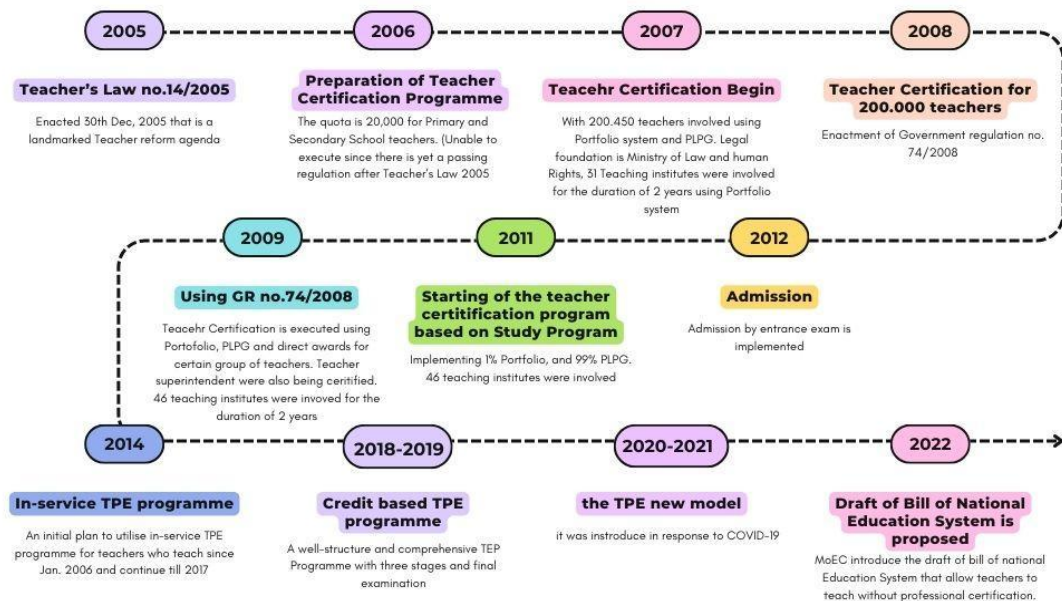 2005
Teacher's Law no.14/2005
Enacted 30th Dec, 2005 that is a
landmarked Teacher reform agenda
2006
Preparation of Teacher
Certification Programme
The quota is 20,000 for Primary and
Secondary School teachers. (Unable to
execute since there is yet a passing
regulation after Teacher's Law 2005
2007
Teacehr Certification Begin
With 200.450 teachers involved using
Portfolio system and PLPG. Legal
foundation is Ministry of Law and human
Rights, 31 Teaching institutes were involved
for the duration of 2 years using Portfolio
system
2008
Teacher Certification for
200.000 teachers
Enactment of Government regulation no.
74/2008
2009
Using GR no.74/2008
Teacehr Certification is executed using
Portofolio, PLPG and direct awards for
certain group of teachers. Teacher
superintendent were also being ceritified.
46 teaching institutes were invoved for the
duration of 2 years
2011
Starting of the teacher
certitification program
based on Study Program
Implementing 1% Portfolio, and 99% PLPG.
46 teaching institutes were involved
2012
Admission
Admission by entrance exam is
implemented
2014
In-service TPE programme
An initial plan to utilise in-service TPE
programme for teachers who teach since
Jan. 2006 and continue till 2017
2018-2019
Credit based TPE
programme
A well-structure and comprehensive TEP
Programme with three stages and final
examination
2020-2021
the TPE new model
it was instroduce in response to COVID-19
2022
Draft of Bill of National
Education System is
proposed
MoEC introduce the draft of bill of national
Education System that allow teachers to
teach without professional certification.